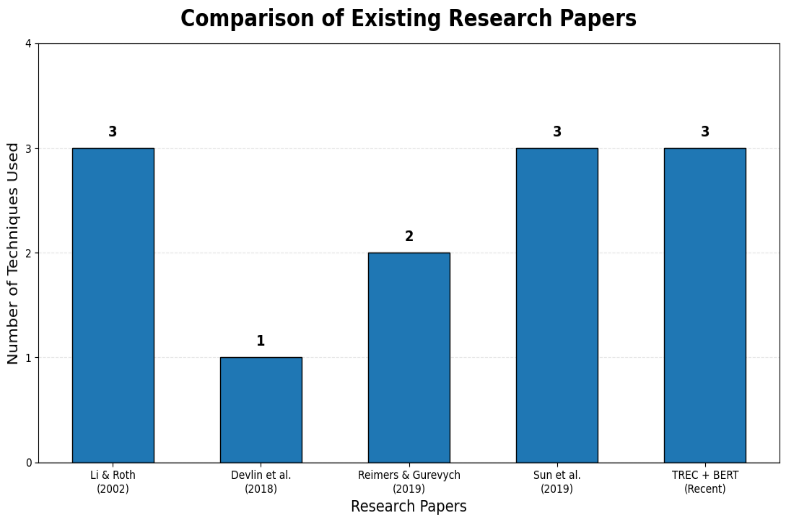 Comparison of Existing Research Papers
Number of Techniques Used
4
3
2
1
0
3
1
2
3
3
Li & Roth
(2002)
Devlin et al.
(2018)
Reimers & Gurevych
(2019)
Sun et al.
(2019)
TREC + BERT
(Recent)
Research Papers